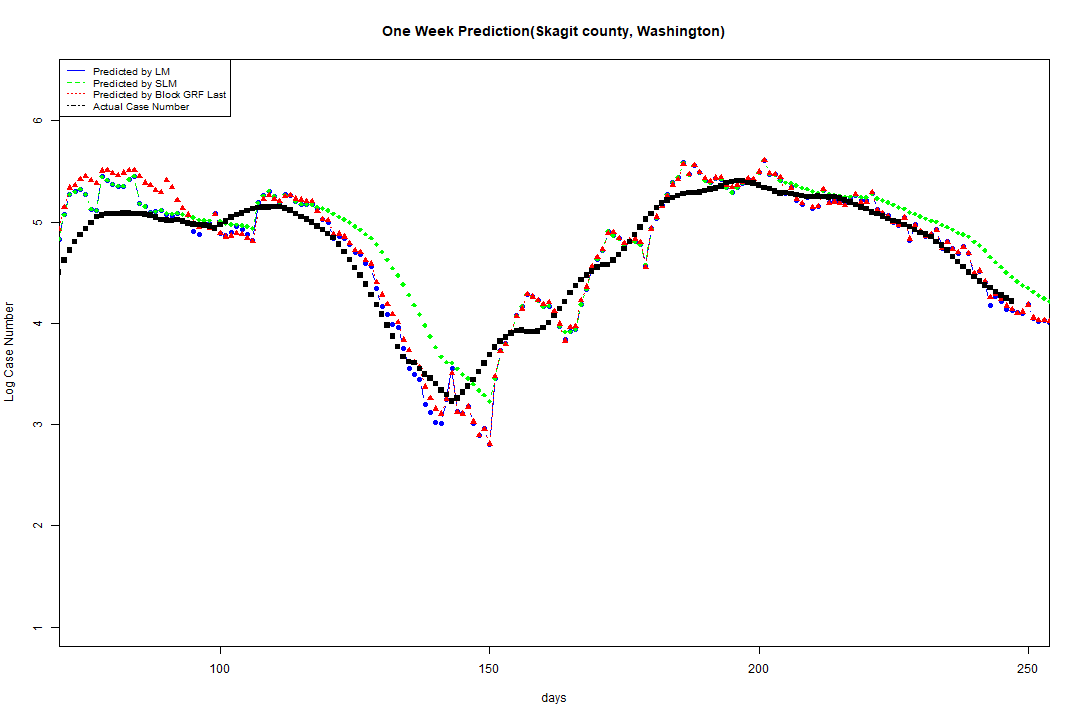 One Week Prediction(Skagit county, Washington)
Predicted by LM
Predicted by SLM
Predicted by Block GRF Last
Actual Case Number
Log Case Number
6
5
4
3
2
1
100
150
200
250
days